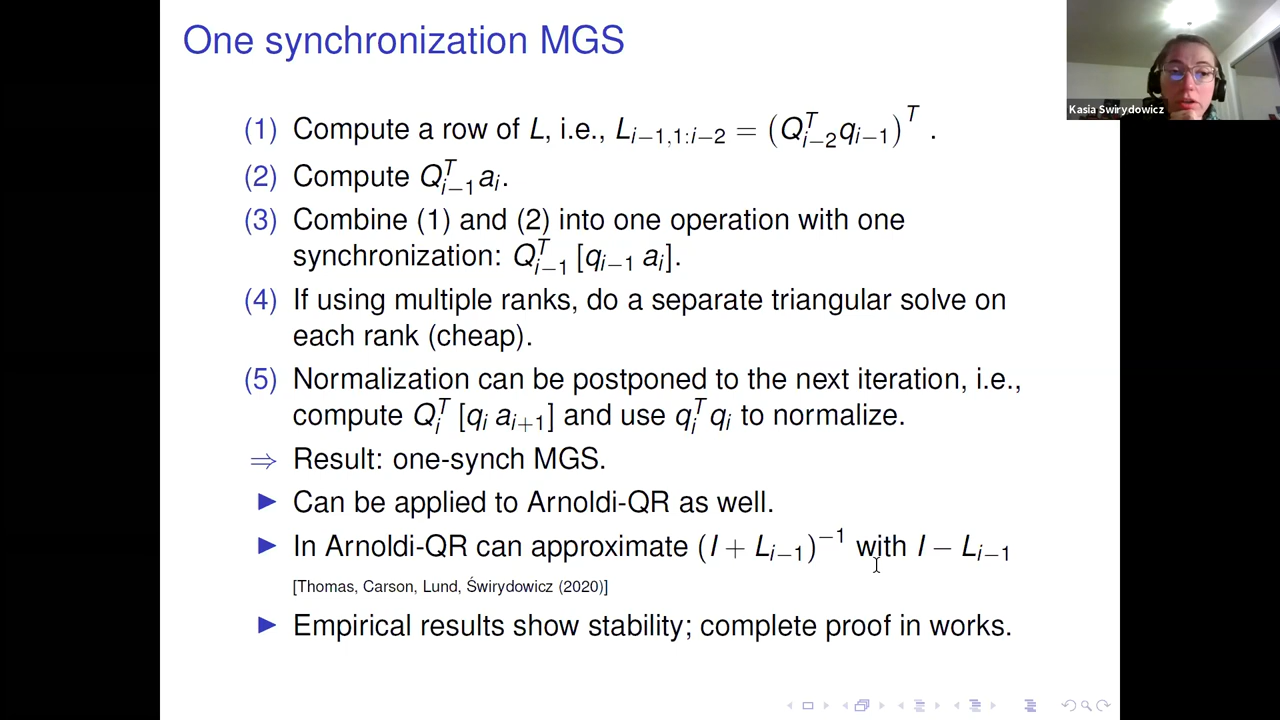 One synchronization MGS
Kasia Swirydowicz
(1) Compute a row of L, i.e., L_{i−1,1:i−2} = (Q_{i−2}^T q_{i−1})^T .
(2) Compute Q_{i−1}^T a_i.
(3) Combine (1) and (2) into one operation with one
synchronization: Q_{i−1}^T [q_{i−1} a_i].
(4) If using multiple ranks, do a separate triangular solve on
each rank (cheap).
(5) Normalization can be postponed to the next iteration, i.e.,
compute Q_i^T [q_i a_{i+1}] and use q_i^T q_i to normalize.
⇒ Result: one-synch MGS.
▶ Can be applied to Arnoldi-QR as well.
▶ In Arnoldi-QR can approximate (I + L_{i−1})^{−1} with I − L_{i−1}
[Thomas, Carson, Lund, Świrydowicz (2020)]
▶ Empirical results show stability; complete proof in works.